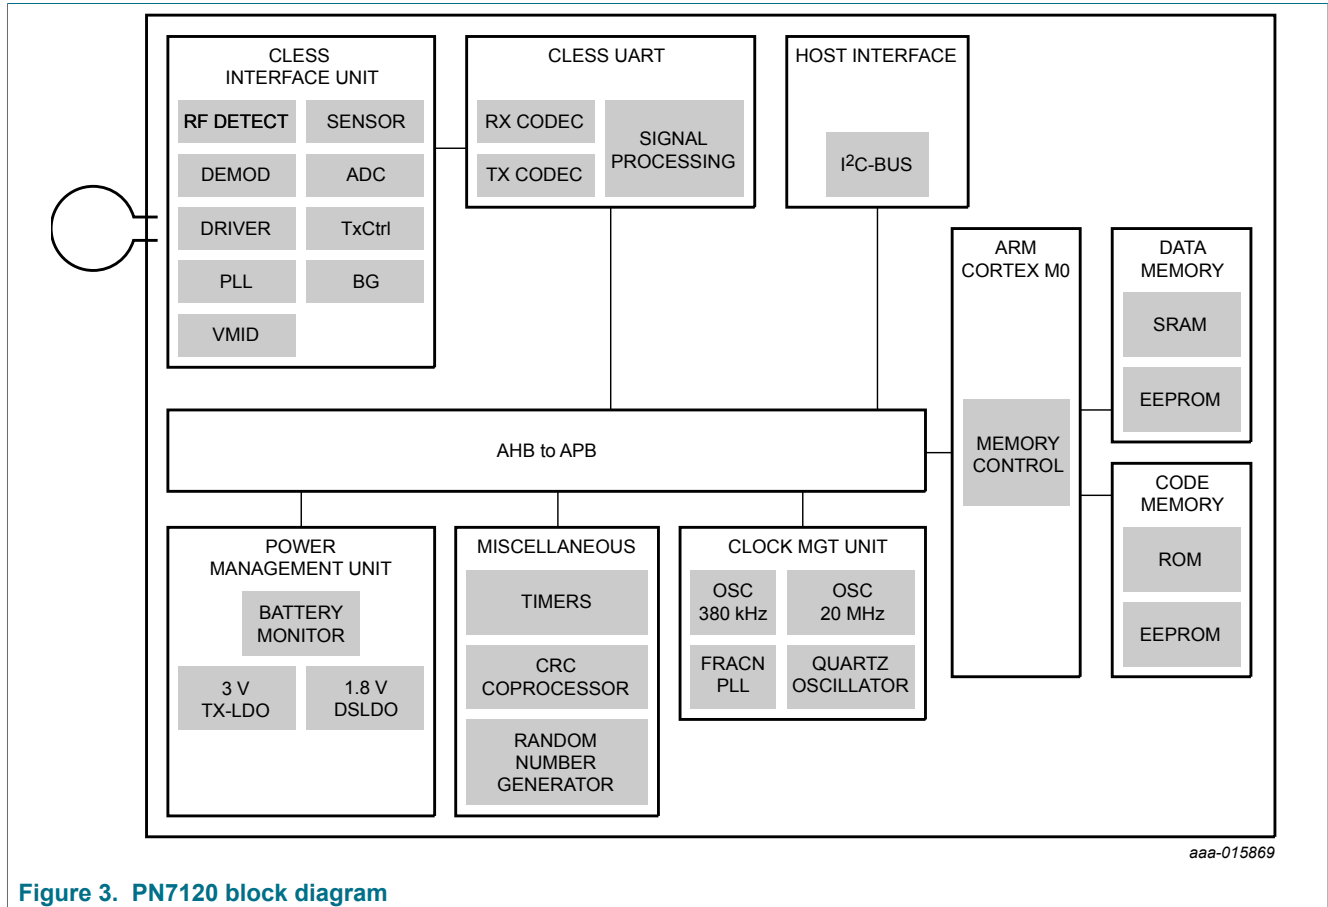 CLESS
INTERFACE UNIT
RF DETECT
SENSOR
DEMOD
ADC
DRIVER
TxCtrl
PLL
BG
VMID
CLESS UART
RX CODEC
TX CODEC
SIGNAL
PROCESSING
HOST INTERFACE
I²C-BUS
ARM
CORTEX M0
MEMORY
CONTROL
DATA
MEMORY
SRAM
EEPROM
CODE
MEMORY
ROM
EEPROM
AHB to APB
POWER
MANAGEMENT UNIT
BATTERY
MONITOR
3 V
TX-LDO
1.8 V
DSLDO
MISCELLANEOUS
TIMERS
CRC
COPROCESSOR
RANDOM
NUMBER
GENERATOR
CLOCK MGT UNIT
OSC
380 kHz
OSC
20 MHz
FRACN
PLL
QUARTZ
OSCILLATOR
aaa-015869
Figure 3. PN7120 block diagram